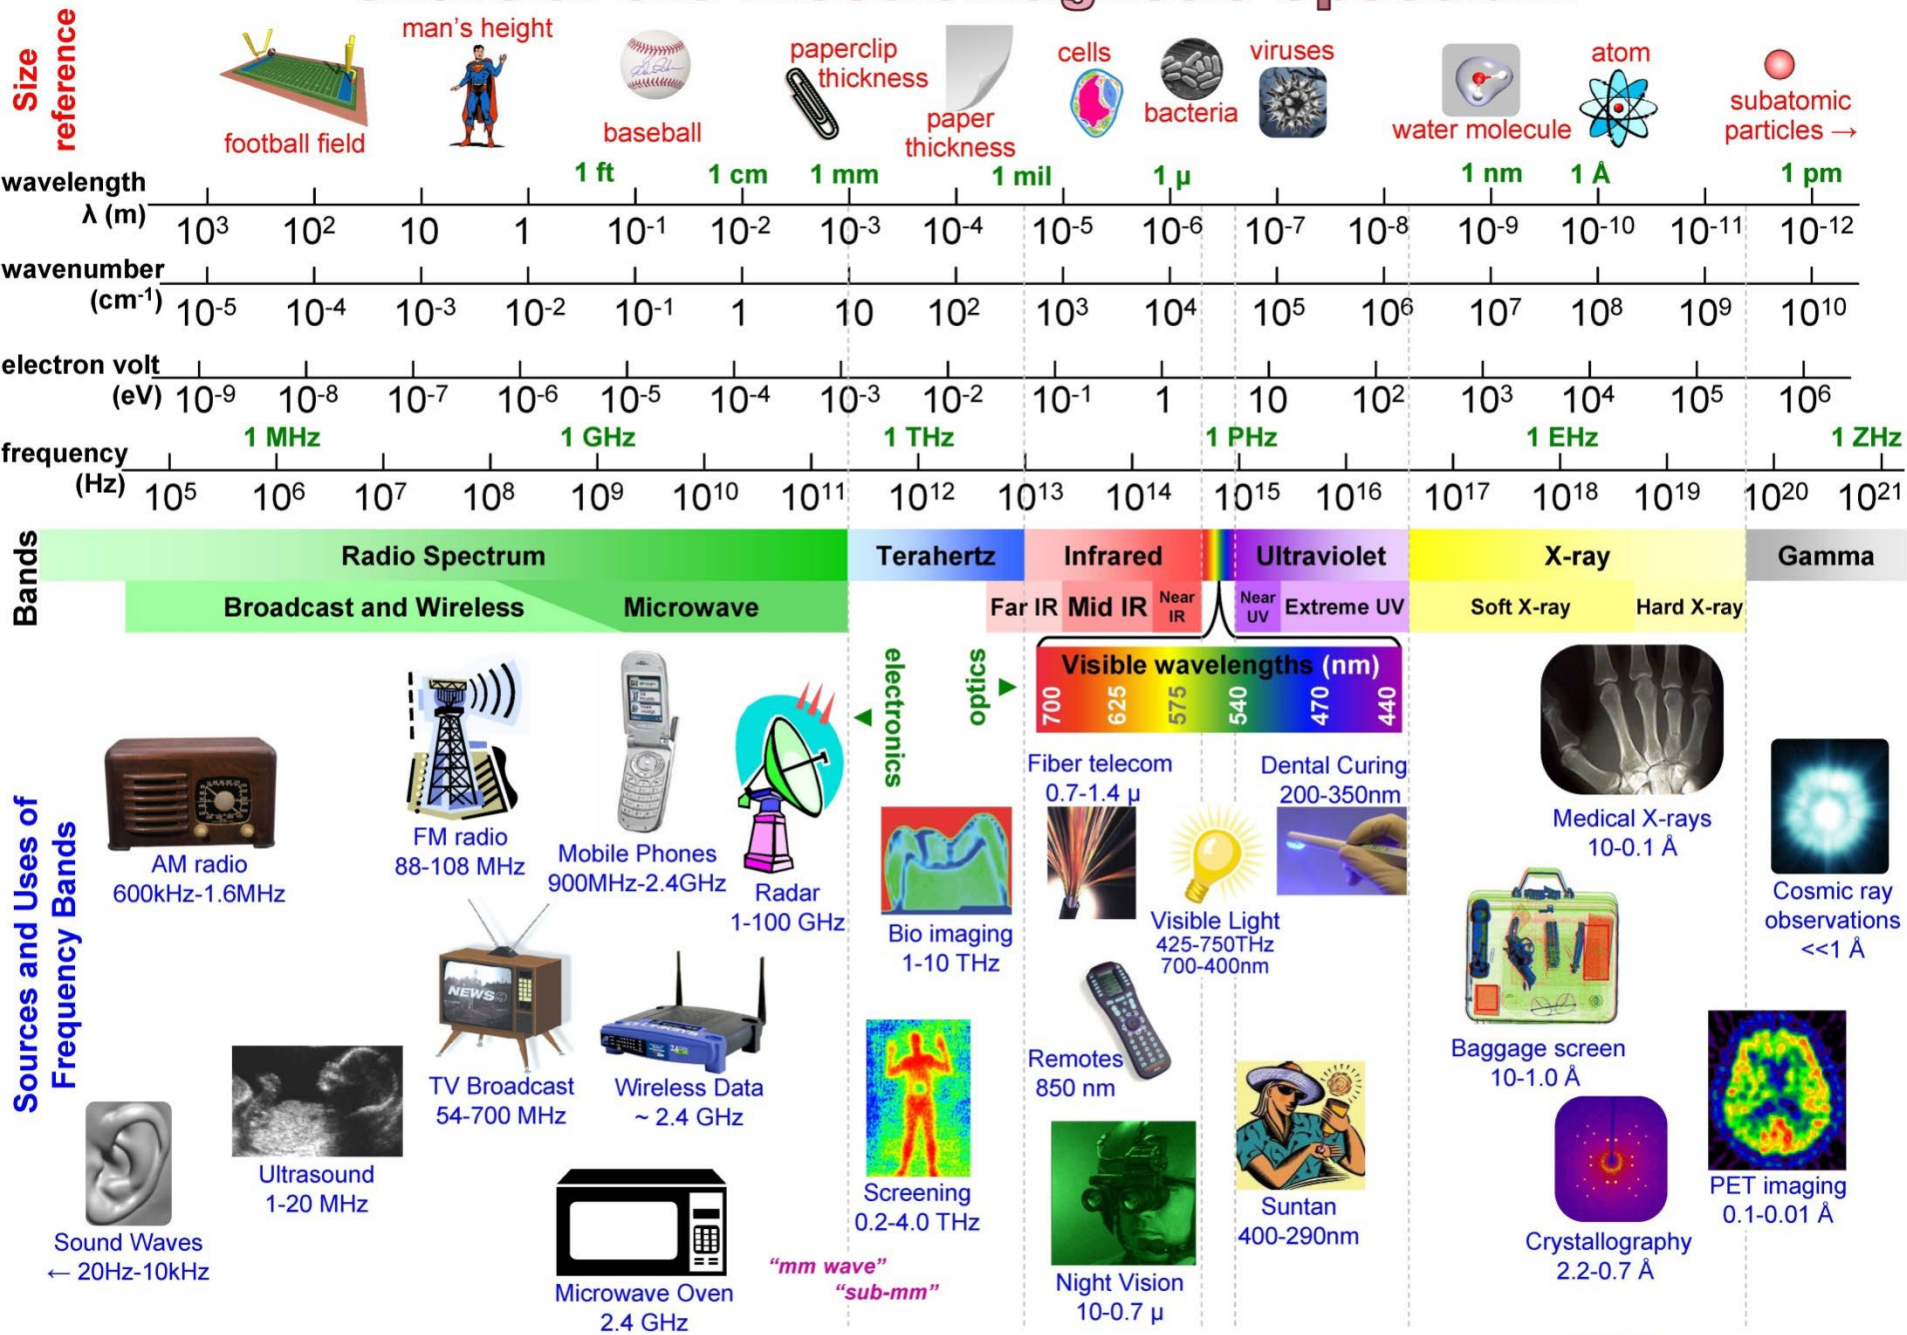 Size
reference
football field
man's height
baseball
paperclip
thickness
paper
thickness
cells
bacteria
viruses
water molecule
atom
subatomic
particles →
wavelength
λ (m)
1 ft 1 cm 1 mm 1 mil 1 µ 1 nm 1 Å 1 pm
10³ 10² 10 1 10⁻¹ 10⁻² 10⁻³ 10⁻⁴ 10⁻⁵ 10⁻⁶ 10⁻⁷ 10⁻⁸ 10⁻⁹ 10⁻¹⁰ 10⁻¹¹ 10⁻¹²
wavenumber
(cm⁻¹)
10⁻⁵ 10⁻⁴ 10⁻³ 10⁻² 10⁻¹ 1 10 10² 10³ 10⁴ 10⁵ 10⁶ 10⁷ 10⁸ 10⁹ 10¹⁰
electron volt
(eV)
10⁻⁹ 10⁻⁸ 10⁻⁷ 10⁻⁶ 10⁻⁵ 10⁻⁴ 10⁻³ 10⁻² 10⁻¹ 1 10 10² 10³ 10⁴ 10⁵ 10⁶
1 MHz 1 GHz 1 THz 1 PHz 1 EHz 1 ZHz
frequency
(Hz)
10⁵ 10⁶ 10⁷ 10⁸ 10⁹ 10¹⁰ 10¹¹ 10¹² 10¹³ 10¹⁴ 10¹⁵ 10¹⁶ 10¹⁷ 10¹⁸ 10¹⁹ 10²⁰ 10²¹
Bands
Radio Spectrum Terahertz Infrared Ultraviolet X-ray Gamma
Broadcast and Wireless Microwave
Far IR Mid IR
Near
IR
Near
UV
Extreme UV
Soft X-ray Hard X-ray
electronics
optics
Visible wavelengths (nm)
700 625 575 540 470 440
Sources and Uses of
Frequency Bands
AM radio
600kHz-1.6MHz
FM radio
88-108 MHz
Mobile Phones
900MHz-2.4GHz
Radar
1-100 GHz
Bio imaging
1-10 THz
Fiber telecom
0.7-1.4 µ
Visible Light
425-750THz
700-400nm
Dental Curing
200-350nm
Medical X-rays
10-0.1 Å
Cosmic ray
observations
<<1 Å
Sound Waves
← 20Hz-10kHz
Ultrasound
1-20 MHz
NEWS
TV Broadcast
54-700 MHz
Wireless Data
~ 2.4 GHz
Microwave Oven
2.4 GHz
"mm wave"
"sub-mm"
Screening
0.2-4.0 THz
Remotes
850 nm
Night Vision
10-0.7 µ
Suntan
400-290nm
Baggage screen
10-1.0 Å
Crystallography
2.2-0.7 Å
PET imaging
0.1-0.01 Å